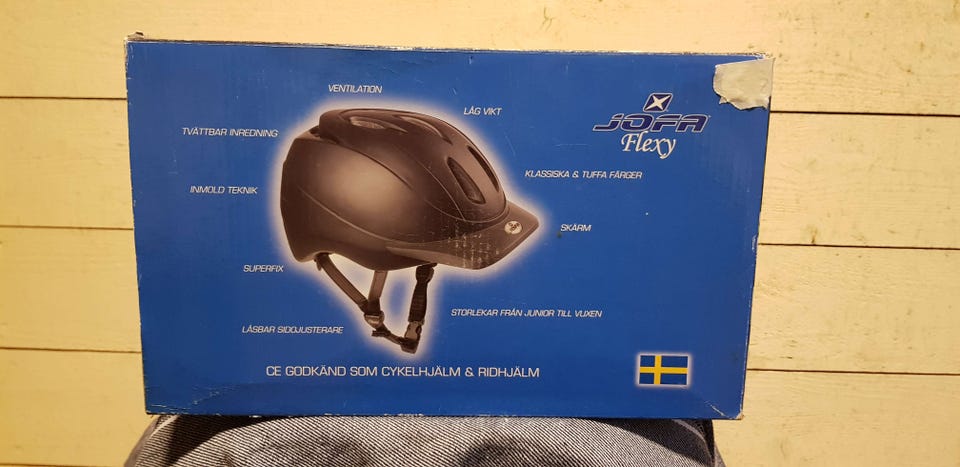 VENTILATION
LÅG VIKT
JOFA
Flexy
TVÄTTBAR INREDNING
KLASSISKA & TUFFA FÄRGER
INMOLD TEKNIK
SKÄRM
SUPERFIX
STORLEKAR FRÅN JUNIOR TILL VUXEN
LÅSBAR SIDOJUSTERARE
CE GODKÄND SOM CYKELHJÄLM & RIDHJÄLM